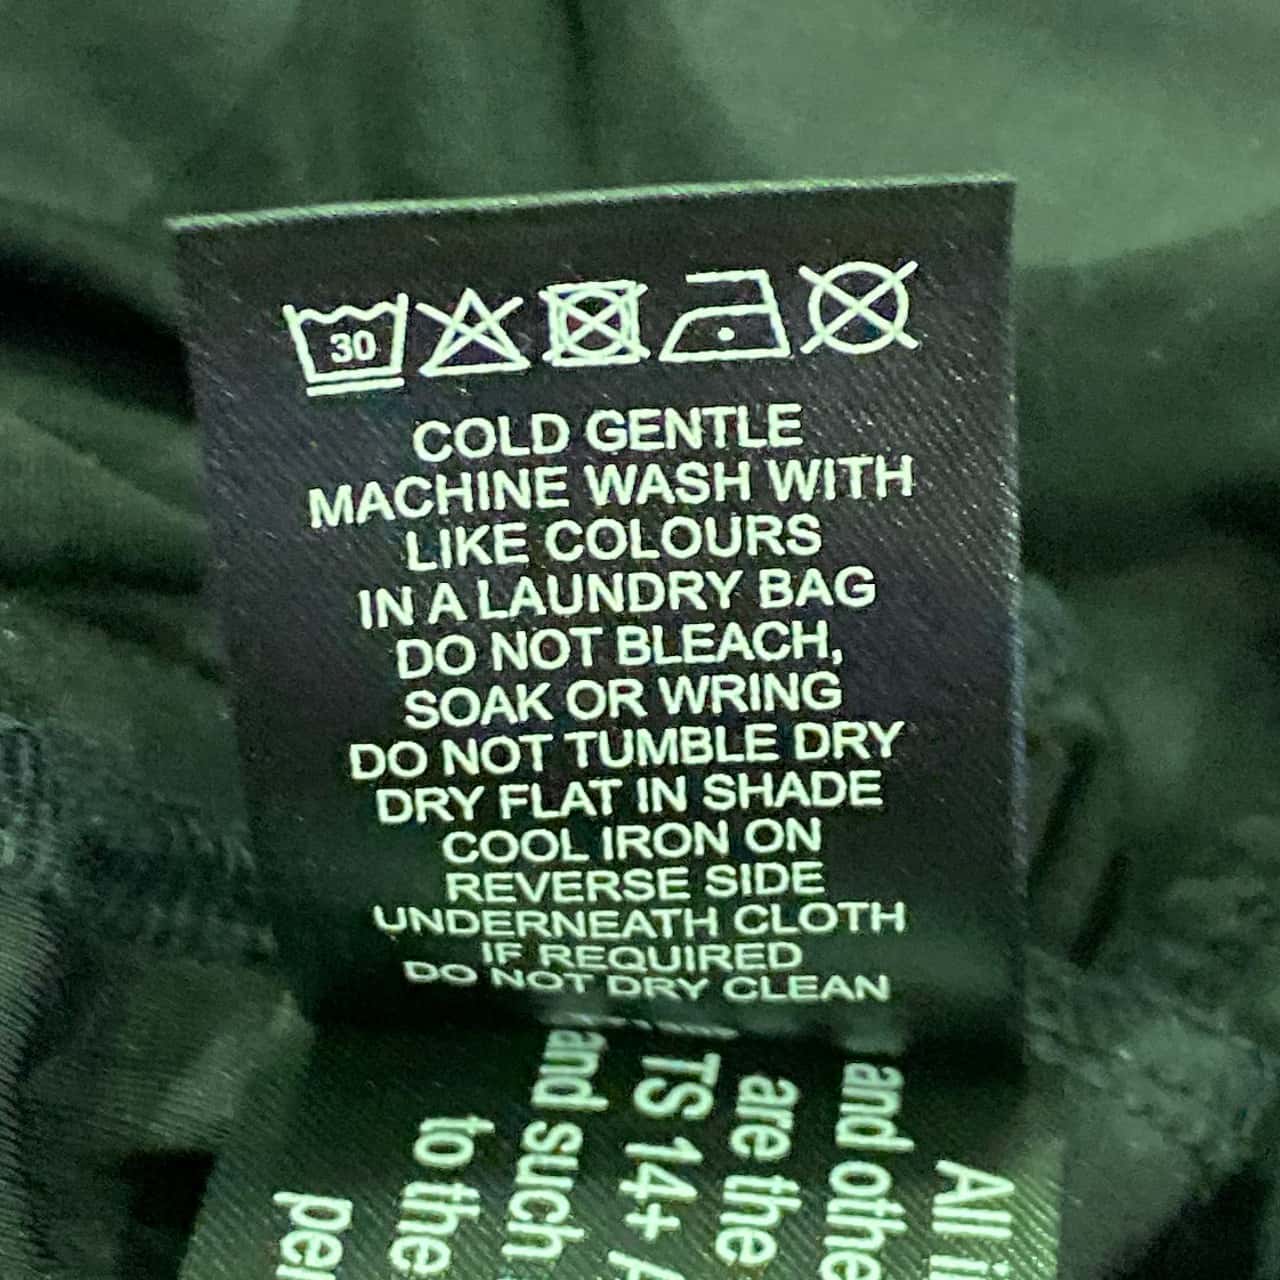 30
COLD GENTLE
MACHINE WASH WITH
LIKE COLOURS
IN A LAUNDRY BAG
DO NOT BLEACH,
SOAK OR WRING
DO NOT TUMBLE DRY
DRY FLAT IN SHADE
COOL IRON ON
REVERSE SIDE
UNDERNEATH CLOTH
IF REQUIRED
DO NOT DRY CLEAN
All
and
are the
TS 14+
and such
to the